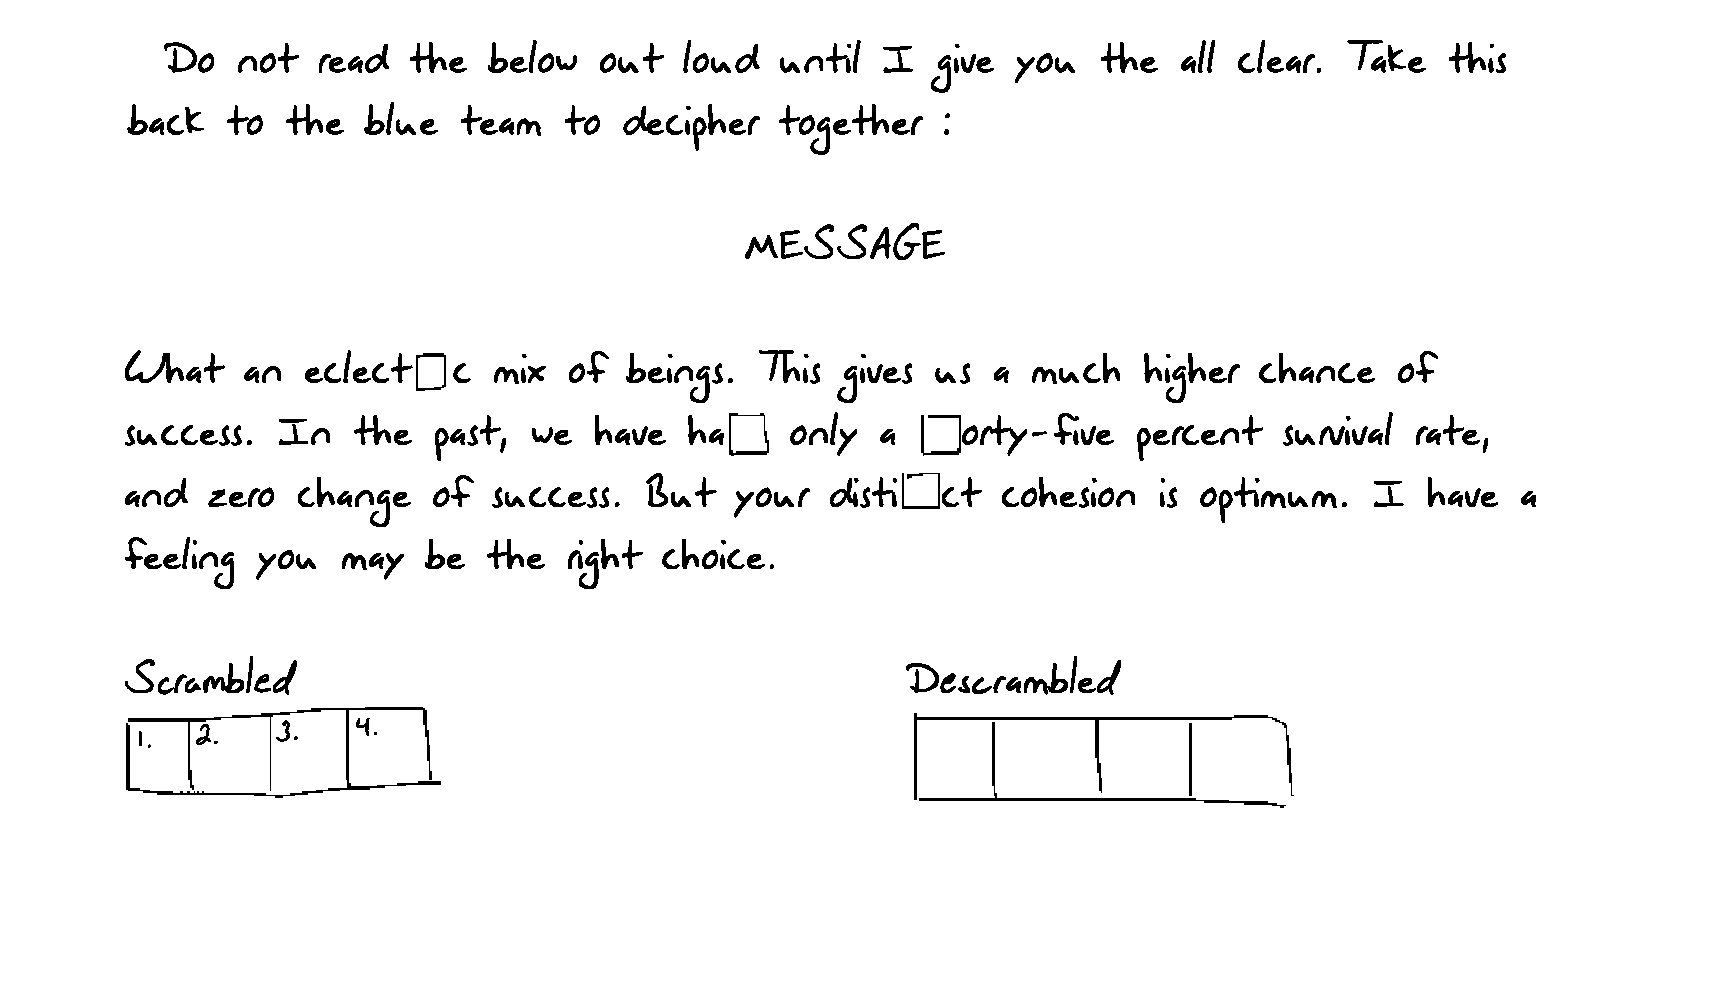 Do not read the below out loud until I give you the all clear. Take this
back to the blue team to decipher together :
MESSAGE
What an eclect□c mix of beings. This gives us a much higher chance of
success. In the past, we have ha□ only a □orty-five percent survival rate,
and zero change of success. But your disti□ct cohesion is optimum. I have a
feeling you may be the right choice.
Scrambled Descrambled
1. 2. 3. 4.